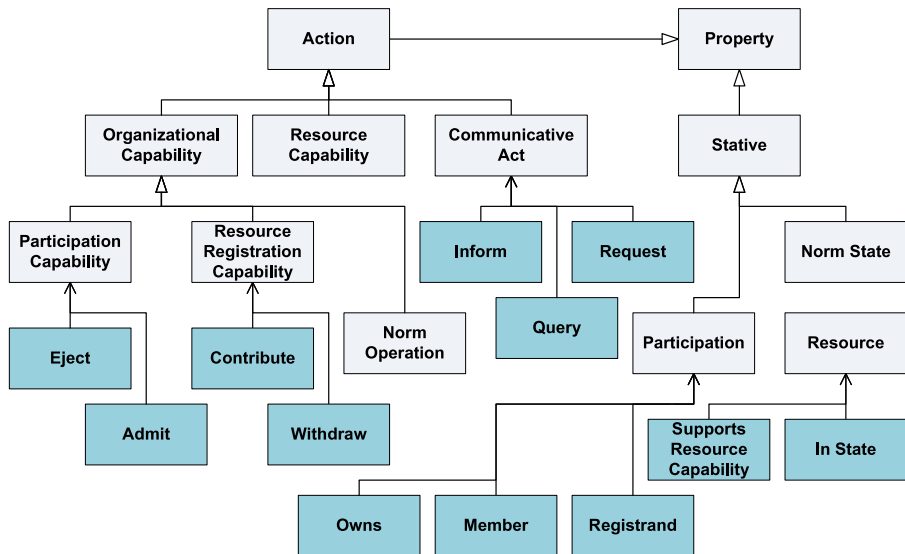 Action
Property
Organizational
Capability
Resource
Capability
Communicative
Act
Stative
Participation
Capability
Resource
Registration
Capability
Inform
Request
Norm State
Eject
Contribute
Norm
Operation
Query
Participation
Resource
Admit
Withdraw
Supports
Resource
Capability
In State
Owns
Member
Registrand